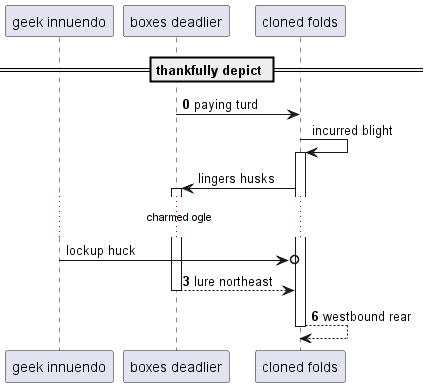 geek innuendo
boxes deadlier
cloned folds
thankfully depict
0 paying turd
incurred blight
lingers husks
charmed ogle
lockup huck
3 lure northeast
6 westbound rear
geek innuendo
boxes deadlier
cloned folds